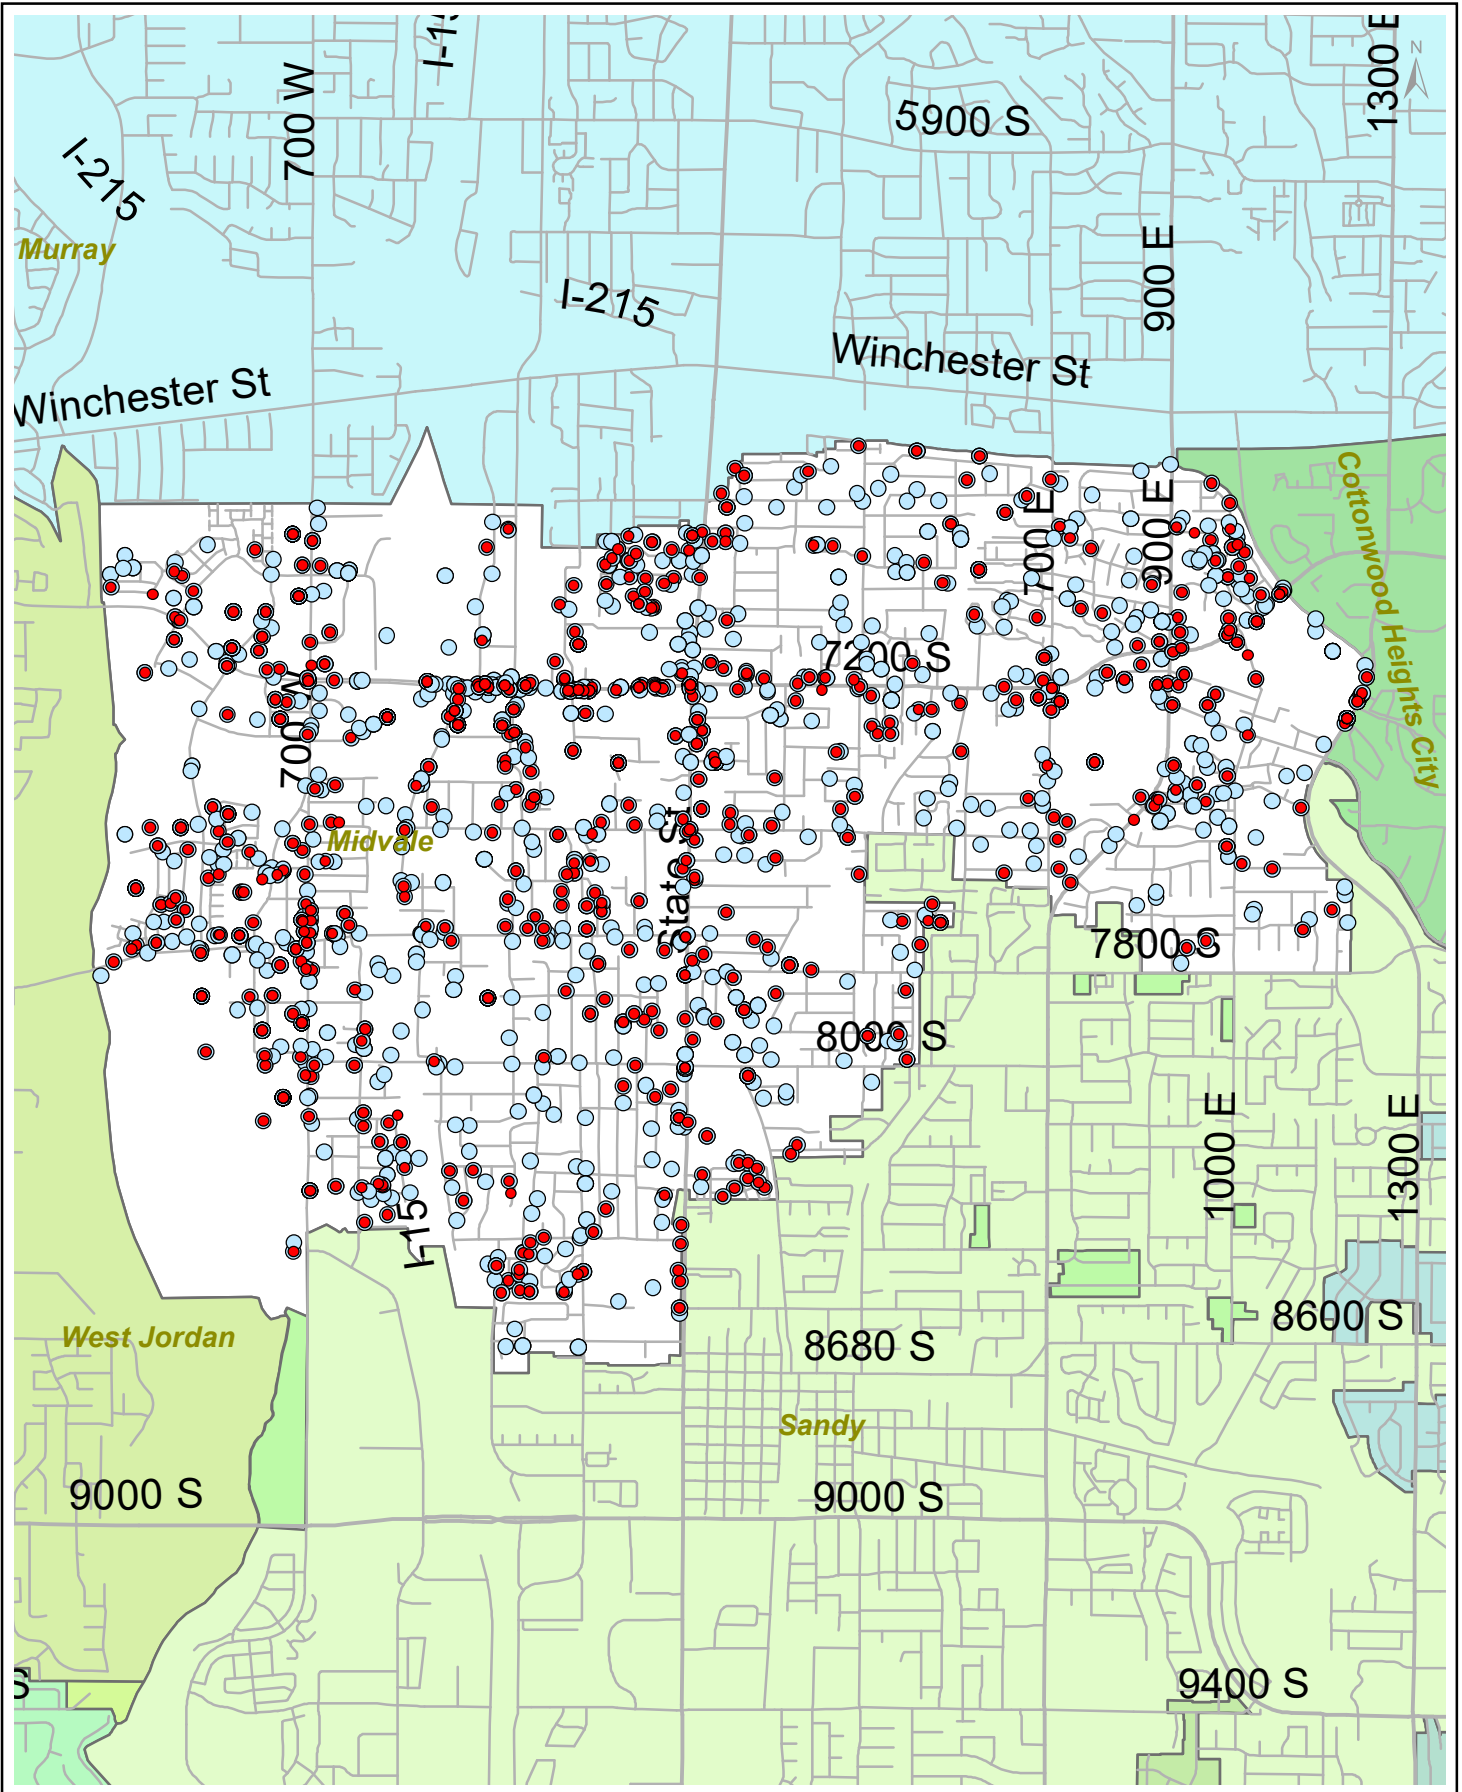 I-15
1300 E
N
700 W
5900 S
I-215
Murray
900 E
I-215
Winchester St
Winchester St
Cottonwood Heights City
700 E
900 E
7200 S
700 W
Midvale
State St
7800 S
8000 S
1000 E
1300 E
I-15
8600 S
West Jordan
8680 S
Sandy
9000 S
9000 S
9400 S
S